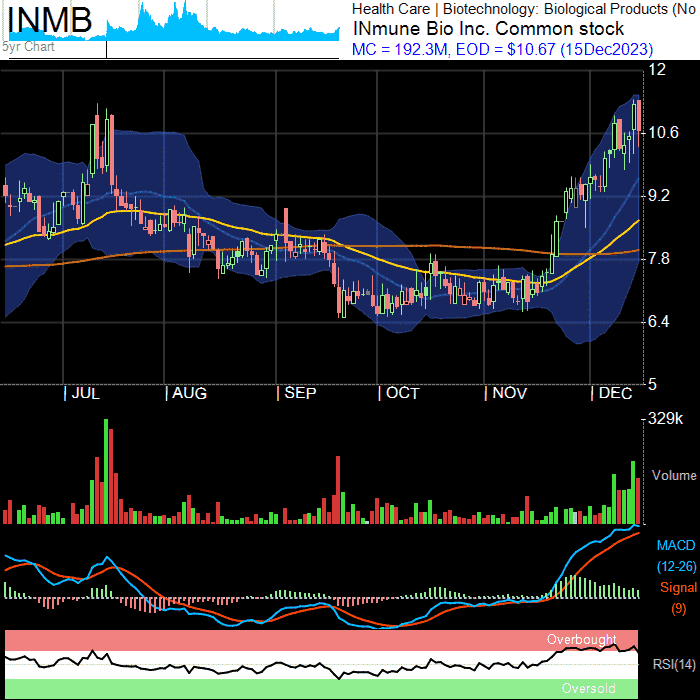 INMB
5yr Chart
Health Care | Biotechnology: Biological Products (No
INmune Bio Inc. Common stock
MC = 192.3M, EOD = $10.67 (15Dec2023)
12
10.6
9.2
7.8
6.4
5
| JUL | AUG | SEP | OCT | NOV | DEC
329k
Volume
MACD
(12-26)
Signal
(9)
Overbought
RSI(14)
Oversold